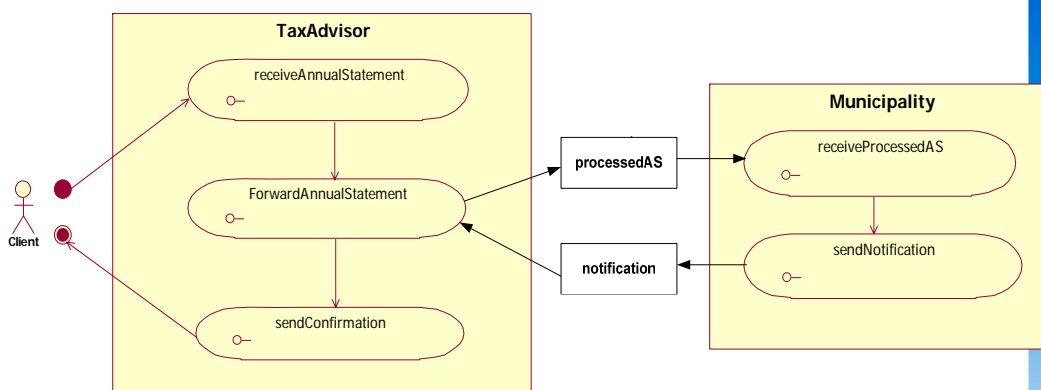 TaxAdvisor
receiveAnnualStatement
Municipality
processedAS
receiveProcessedAS
ForwardAnnualStatement
Client
notification
sendNotification
sendConfirmation